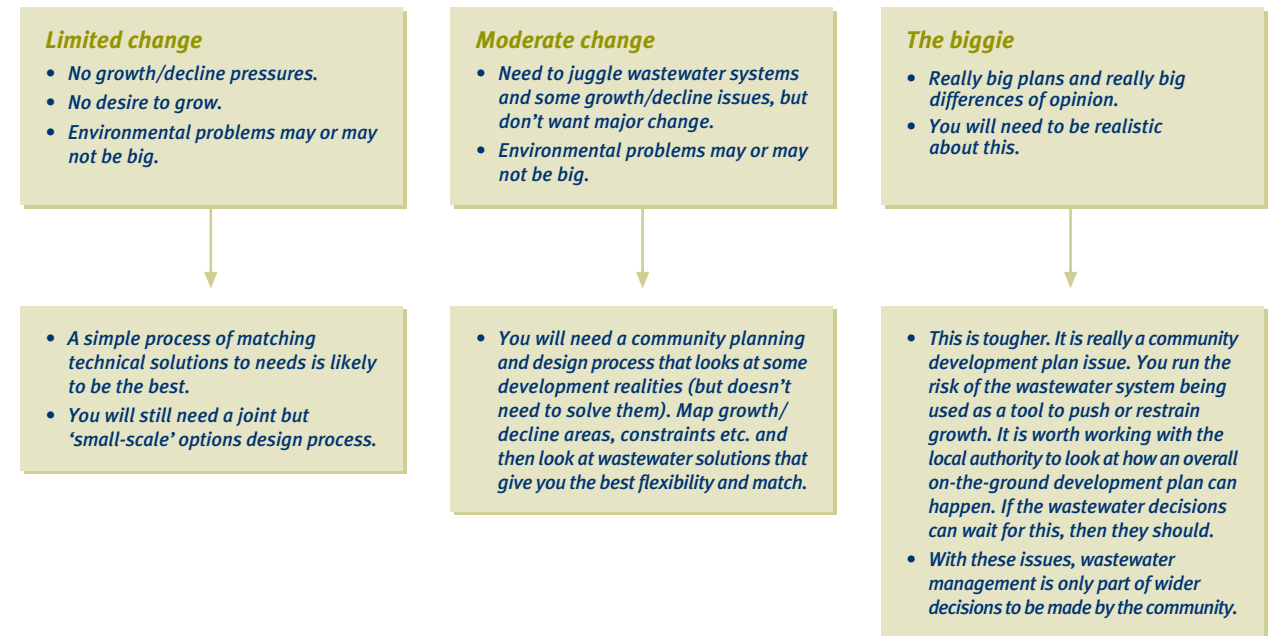 Limited change
• No growth/decline pressures.
• No desire to grow.
• Environmental problems may or may
not be big.
Moderate change
• Need to juggle wastewater systems
and some growth/decline issues, but
don’t want major change.
• Environmental problems may or may
not be big.
The biggie
• Really big plans and really big
differences of opinion.
• You will need to be realistic
about this.
• A simple process of matching
technical solutions to needs is likely
to be the best.
• You will still need a joint but
‘small-scale’ options design process.
• You will need a community planning
and design process that looks at some
development realities (but doesn’t
need to solve them). Map growth/
decline areas, constraints etc. and
then look at wastewater solutions that
give you the best flexibility and match.
• This is tougher. It is really a community
development plan issue. You run the
risk of the wastewater system being
used as a tool to push or restrain
growth. It is worth working with the
local authority to look at how an overall
on-the-ground development plan can
happen. If the wastewater decisions
can wait for this, then they should.
• With these issues, wastewater
management is only part of wider
decisions to be made by the community.